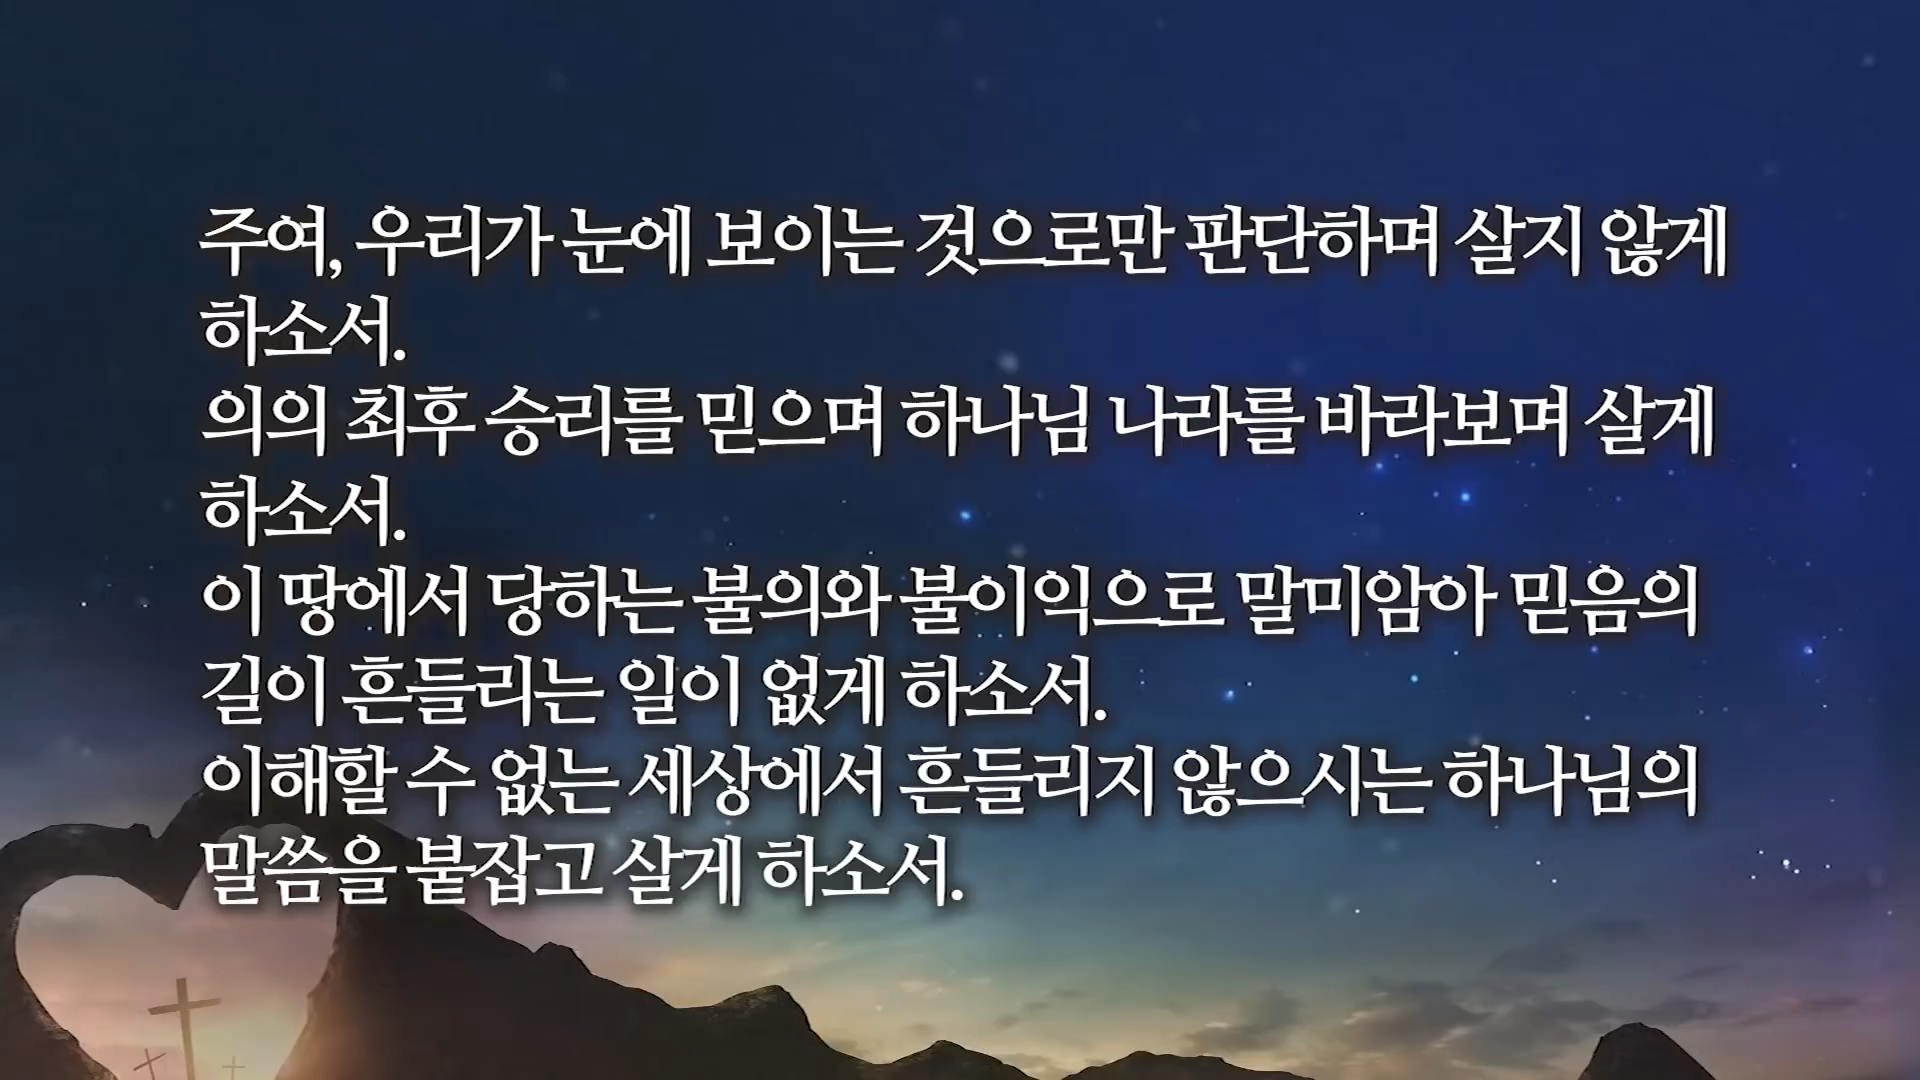 주여, 우리가 눈에 보이는 것으로만 판단하며 살지 않게
하소서.
의의 최후 승리를 믿으며 하나님 나라를 바라보며 살게
하소서.
이 땅에서 당하는 불의와 불이익으로 말미암아 믿음의
길이 흔들리는 일이 없게 하소서.
이해할 수 없는 세상에서 흔들리지 않으시는 하나님의
말씀을 붙잡고 살게 하소서.